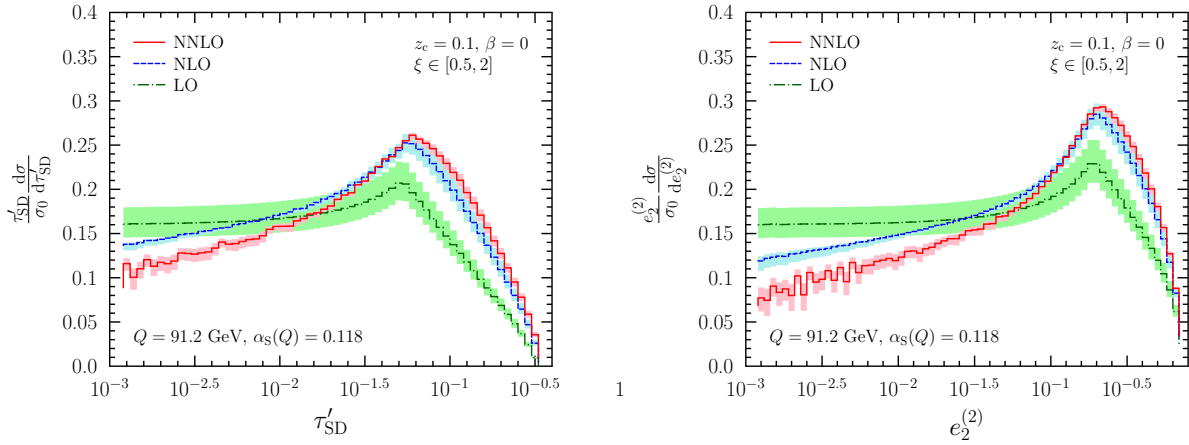 NNLO
NLO
LO
z_c = 0.1, β = 0
ξ ∈ [0.5, 2]
Q = 91.2 GeV, α_S(Q) = 0.118
0.4
0.3
0.25
0.2
0.15
0.1
0.05
0.0
τ′_SD/σ_0 dσ/dτ′_SD
10^−3
10^−2.5
10^−2
10^−1.5
10^−1
10^−0.5
τ′_SD
1
NNLO
NLO
LO
z_c = 0.1, β = 0
ξ ∈ [0.5, 2]
Q = 91.2 GeV, α_S(Q) = 0.118
0.4
0.3
0.25
0.2
0.15
0.1
0.05
0.0
e_2^(2)/σ_0 dσ/de_2^(2)
10^−3
10^−2.5
10^−2
10^−1.5
10^−1
10^−0.5
e_2^(2)